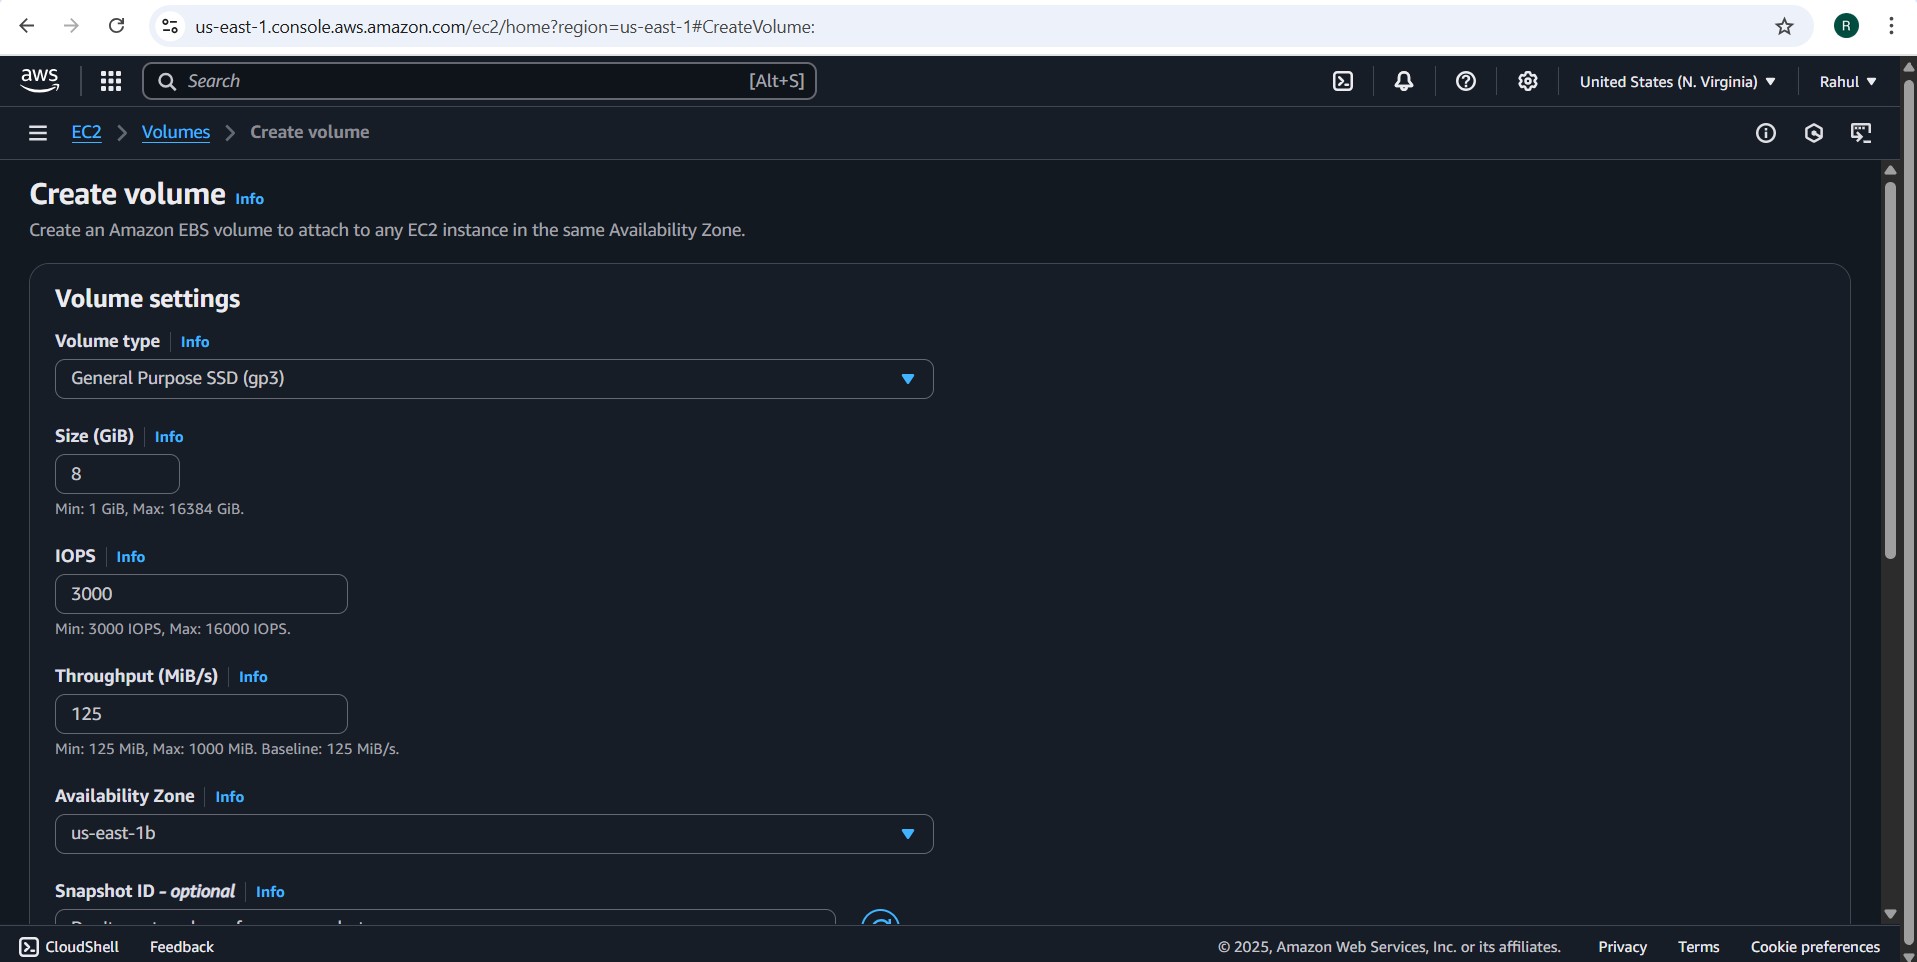 us-east-1.console.aws.amazon.com/ec2/home?region=us-east-1#CreateVolume:
R
aws
Search
[Alt+S]
United States (N. Virginia)
Rahul
EC2
Volumes
Create volume
Create volume Info
Create an Amazon EBS volume to attach to any EC2 instance in the same Availability Zone.
Volume settings
Volume type Info
General Purpose SSD (gp3)
Size (GiB) Info
8
Min: 1 GiB, Max: 16384 GiB.
IOPS Info
3000
Min: 3000 IOPS, Max: 16000 IOPS.
Throughput (MiB/s) Info
125
Min: 125 MiB, Max: 1000 MiB. Baseline: 125 MiB/s.
Availability Zone Info
us-east-1b
Snapshot ID - optional Info
CloudShell
Feedback
© 2025, Amazon Web Services, Inc. or its affiliates.
Privacy
Terms
Cookie preferences